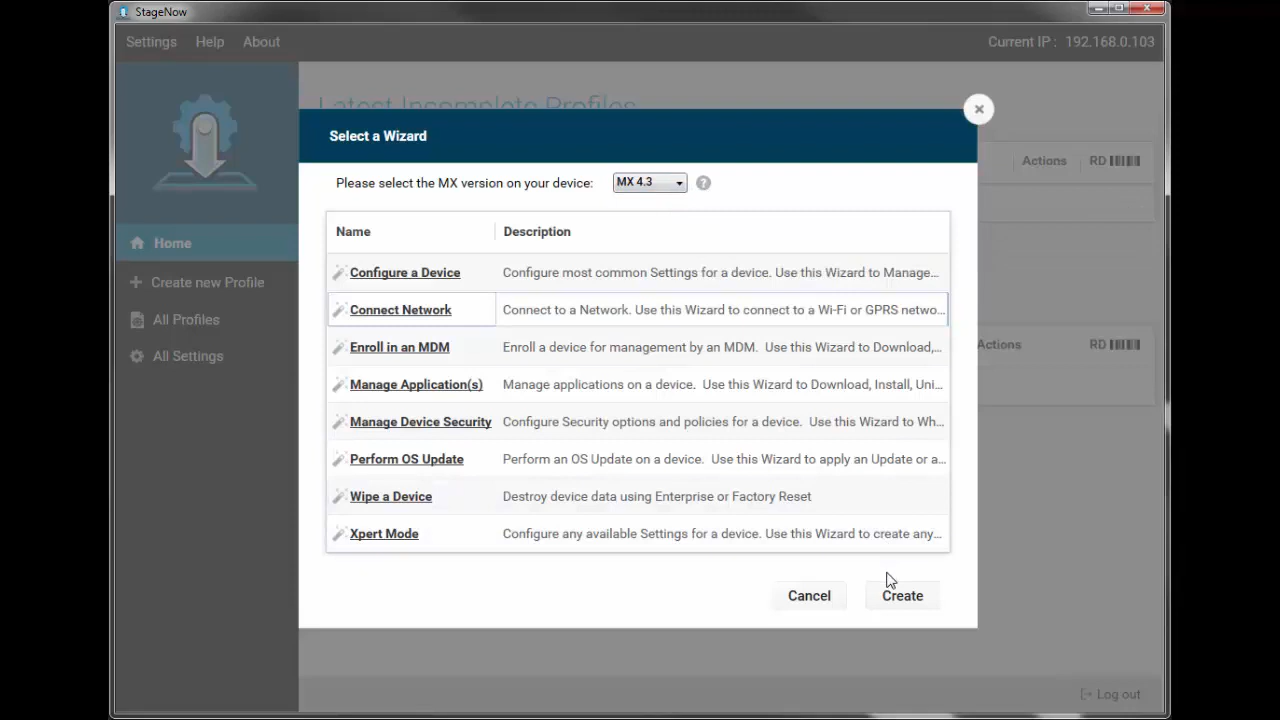 StageNow
Settings Help About
Current IP : 192.168.0.103
Latest Incomplete Profiles
Select a Wizard
Actions RD
Please select the MX version on your device: MX 4.3 ?
Name Description
Home
Configure a Device Configure most common Settings for a device. Use this Wizard to Manage...
Create new Profile
Connect Network Connect to a Network. Use this Wizard to connect to a Wi-Fi or GPRS netwo...
All Profiles
Enroll in an MDM Enroll a device for management by an MDM. Use this Wizard to Download,...
Actions RD
All Settings
Manage Application(s) Manage applications on a device. Use this Wizard to Download, Install, Uni...
Manage Device Security Configure Security options and policies for a device. Use this Wizard to Wh...
Perform OS Update Perform an OS Update on a device. Use this Wizard to apply an Update or a...
Wipe a Device Destroy device data using Enterprise or Factory Reset
Xpert Mode Configure any available Settings for a device. Use this Wizard to create any...
Cancel Create
Log out